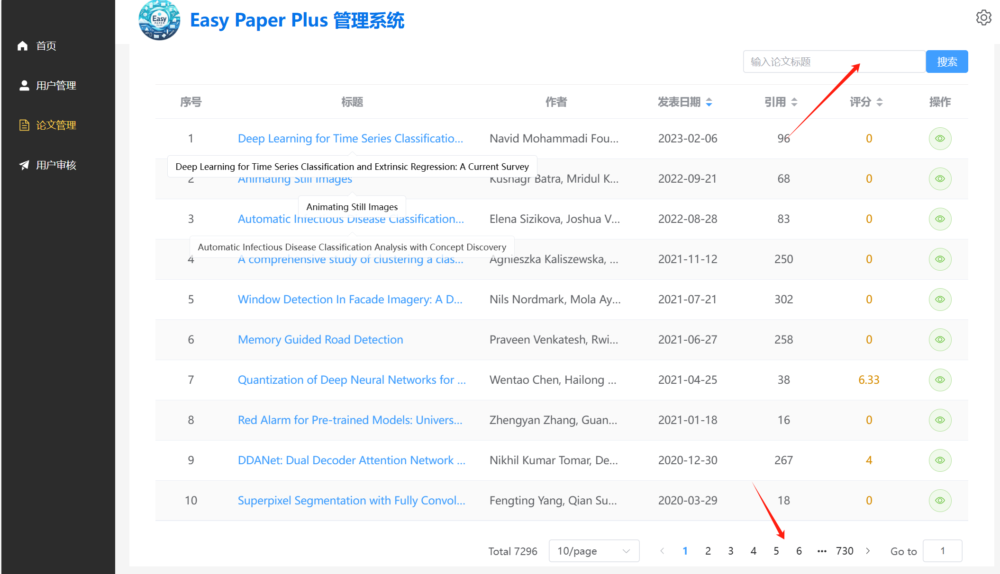 Easy
PAPER
PLUS
Easy Paper Plus 管理系统
首页
用户管理
论文管理
用户审核
输入论文标题 搜索
序号 标题 作者 发表日期 引用 评分 操作
1 Deep Learning for Time Series Classificatio... Navid Mohammadi Fou... 2023-02-06 96 0
Deep Learning for Time Series Classification and Extrinsic Regression: A Current Survey
2 Animating Still Images Kushagr Batra, Mridul K... 2022-09-21 68 0
Animating Still Images
3 Automatic Infectious Disease Classification... Elena Sizikova, Joshua V... 2022-08-28 83 0
Automatic Infectious Disease Classification Analysis with Concept Discovery
4 A comprehensive study of clustering a clas... Agnieszka Kaliszewska, ... 2021-11-12 250 0
5 Window Detection In Facade Imagery: A D... Nils Nordmark, Mola Ay... 2021-07-21 302 0
6 Memory Guided Road Detection Praveen Venkatesh, Rwi... 2021-06-27 258 0
7 Quantization of Deep Neural Networks for ... Wentao Chen, Hailong ... 2021-04-25 38 6.33
8 Red Alarm for Pre-trained Models: Univers... Zhengyan Zhang, Guan... 2021-01-18 16 0
9 DDANet: Dual Decoder Attention Network ... Nikhil Kumar Tomar, De... 2020-12-30 267 4
10 Superpixel Segmentation with Fully Convol... Fengting Yang, Qian Su... 2020-03-29 18 0
Total 7296 10/page 1 2 3 4 5 6 ··· 730 Go to 1